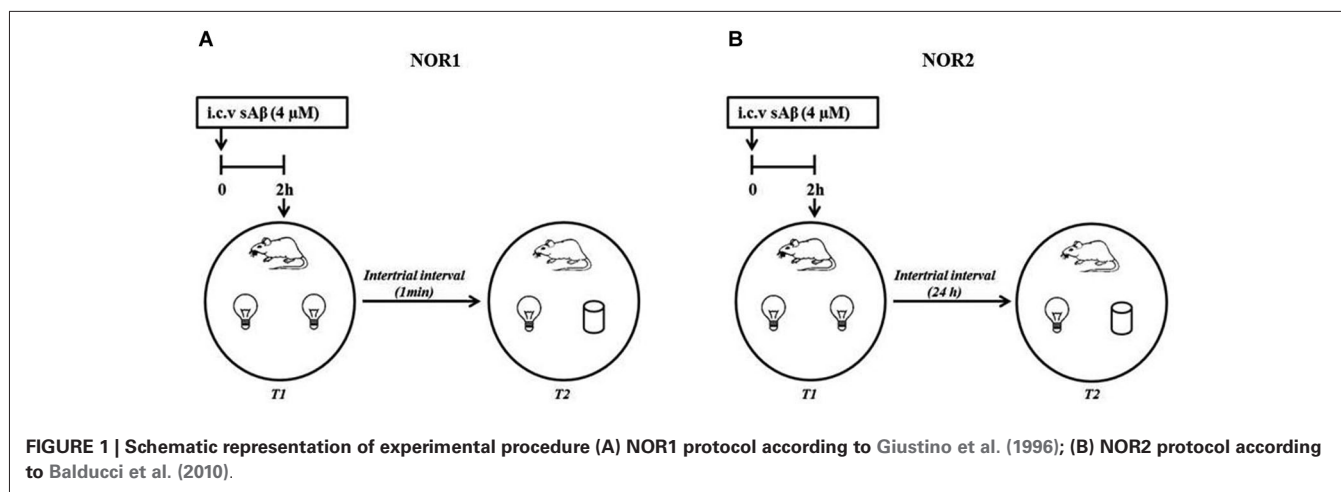 A
NOR1
i.c.v sAβ (4 µM)
0
2h
Intertrial interval
(1min)
T1
T2
B
NOR2
i.c.v sAβ (4 µM)
0
2h
Intertrial interval
(24 h)
T1
T2
FIGURE 1 | Schematic representation of experimental procedure (A) NOR1 protocol according to Giustino et al. (1996); (B) NOR2 protocol according
to Balducci et al. (2010).